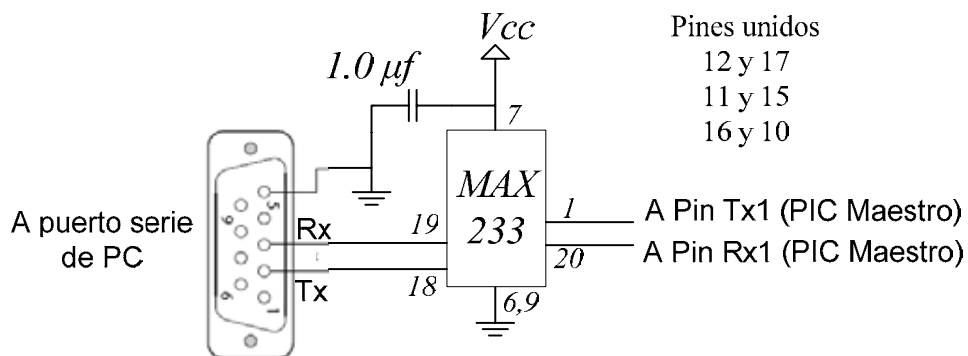 Vcc
Pines unidos
12 y 17
11 y 15
16 y 10
1.0 µf
7
MAX
233
A puerto serie
de PC
5
9
6
1
Rx
Tx
19
18
1
20
6,9
A Pin Tx1 (PIC Maestro)
A Pin Rx1 (PIC Maestro)